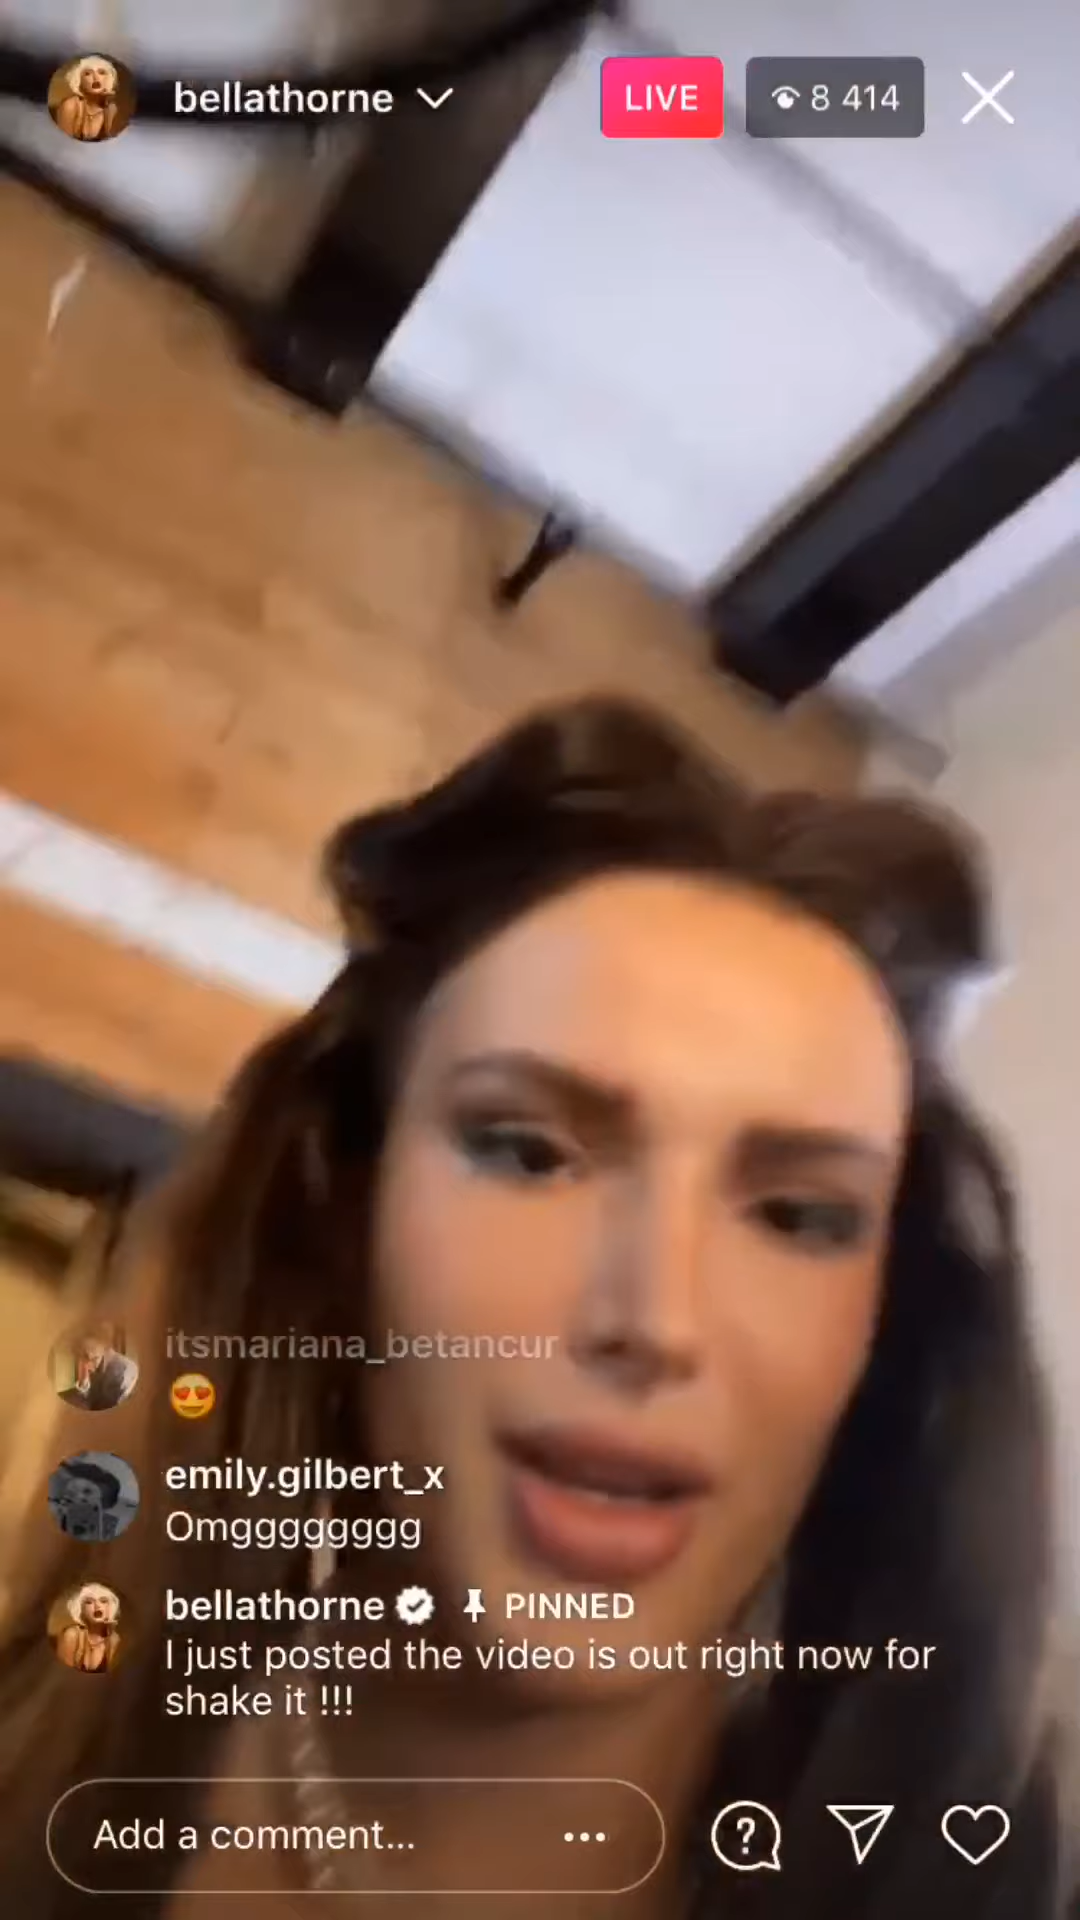 bellathorne
LIVE
8 414
itsmariana_betancur
😍
emily.gilbert_x
Omgggggggg
bellathorne PINNED
I just posted the video is out right now for
shake it !!!
Add a comment...